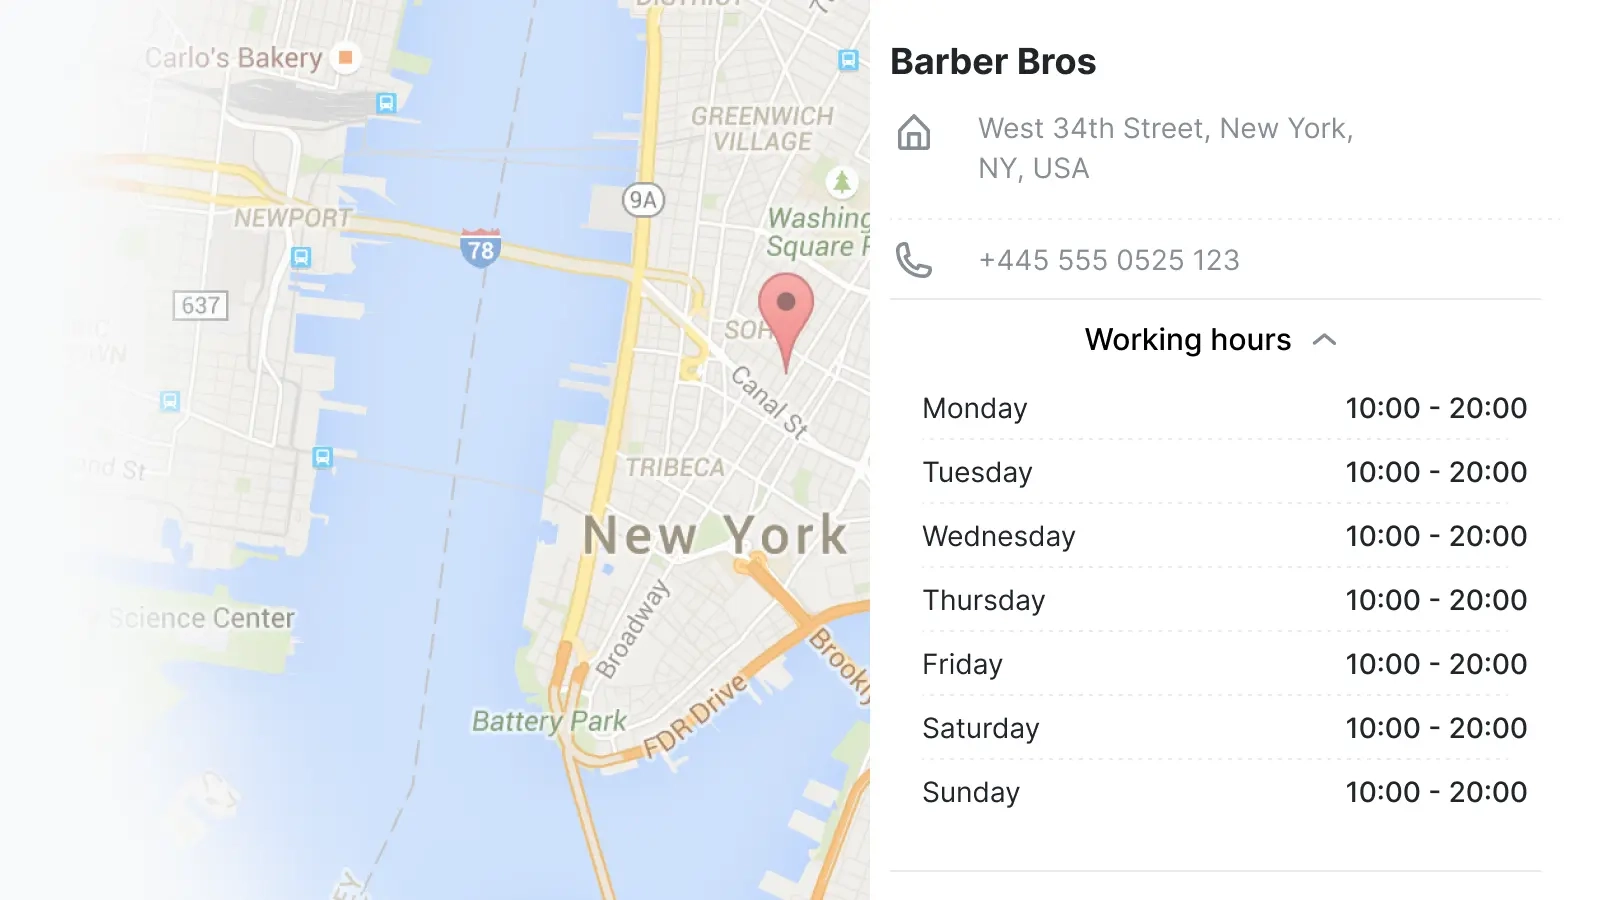 Carlo's Bakery
GREENWICH
VILLAGE
9A
Washing
Square
NEWPORT
78
637
SOH
Canal St
TRIBECA
New York
Broadway
Science Center
Battery Park
FDR Drive
Brookly
Barber Bros
West 34th Street, New York,
NY, USA
+445 555 0525 123
Working hours
Monday 10:00 - 20:00
Tuesday 10:00 - 20:00
Wednesday 10:00 - 20:00
Thursday 10:00 - 20:00
Friday 10:00 - 20:00
Saturday 10:00 - 20:00
Sunday 10:00 - 20:00